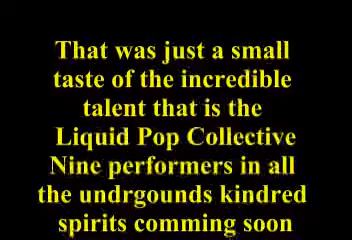 That was just a small
taste of the incredible
talent that is the
Liquid Pop Collective
Nine performers in all
the undrgounds kindred
spirits comming soon